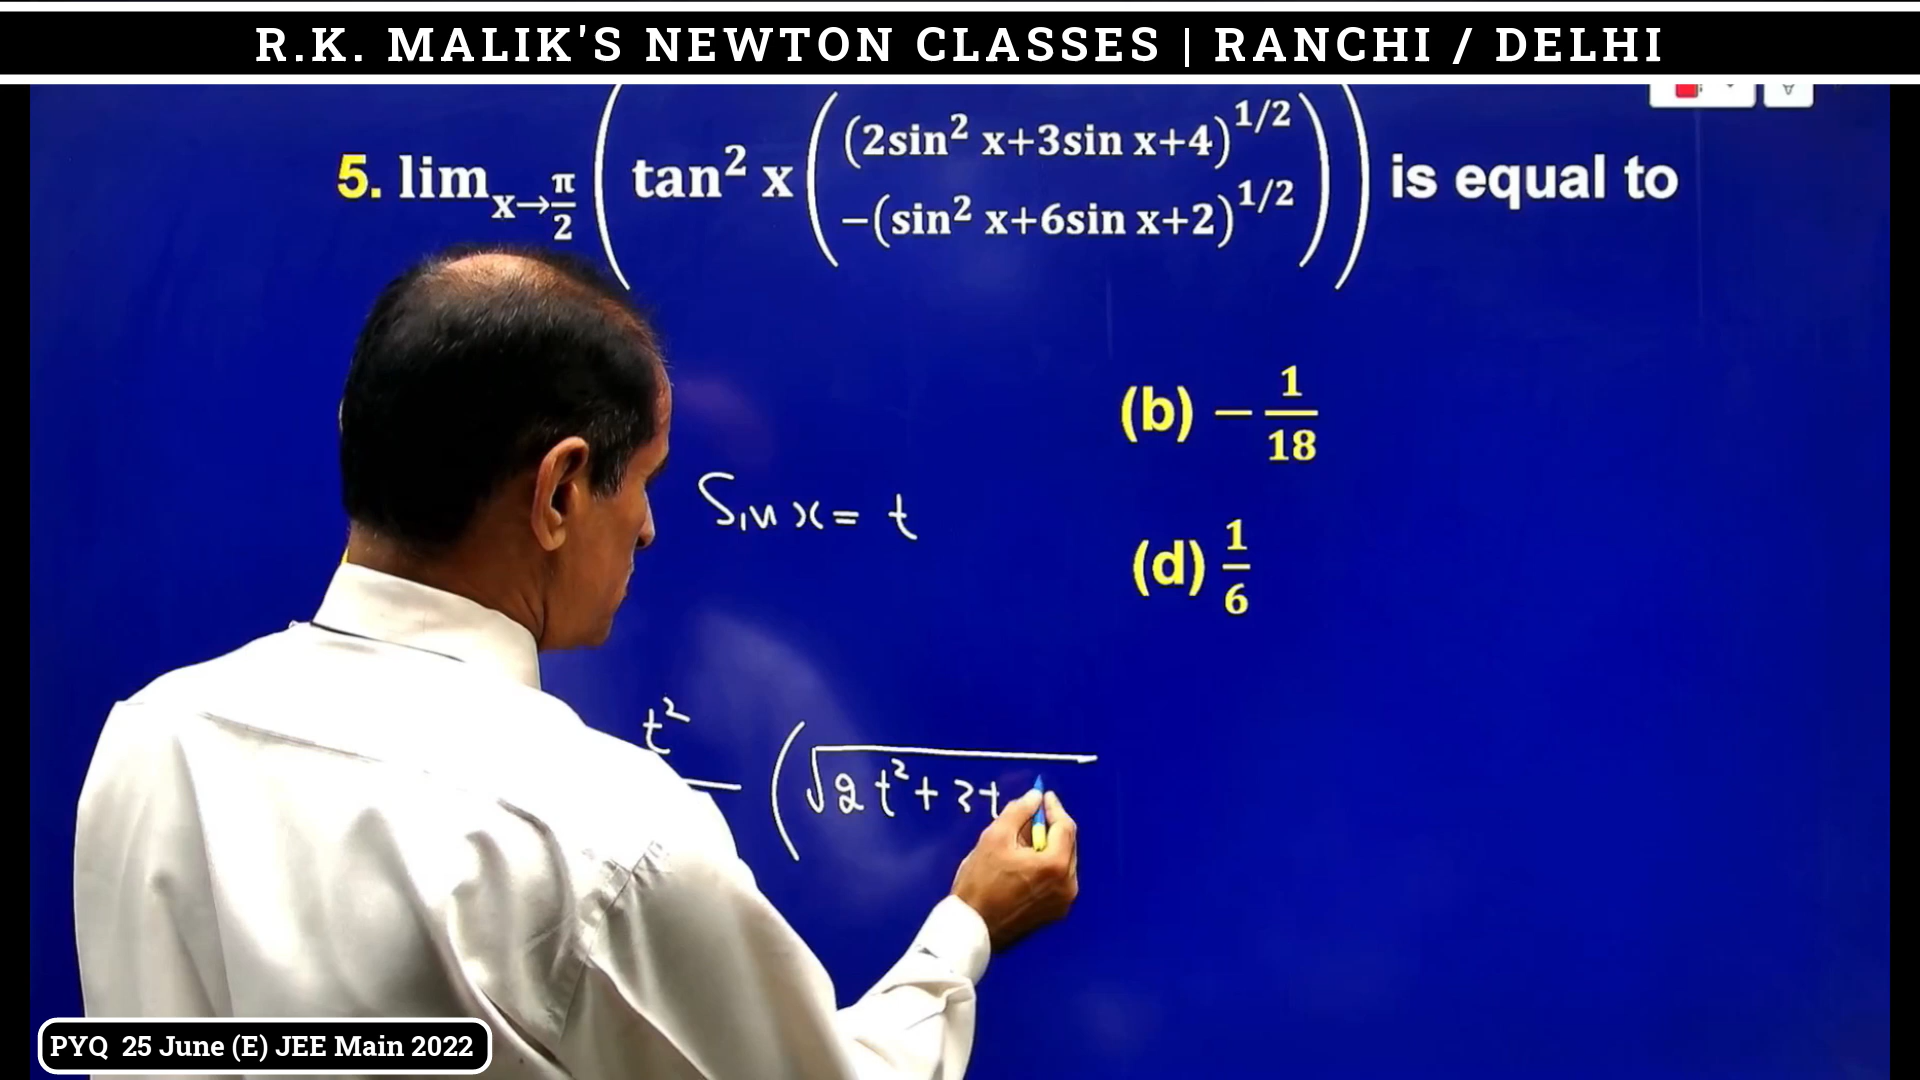 R.K. MALIK'S NEWTON CLASSES | RANCHI / DELHI
5. lim x→π/2 ( tan² x ( (2sin² x+3sin x+4)^1/2 −(sin² x+6sin x+2)^1/2 ) ) is equal to
(b) −1/18
Sin x = t
(d) 1/6
t² (√2t²+3t
PYQ 25 June (E) JEE Main 2022